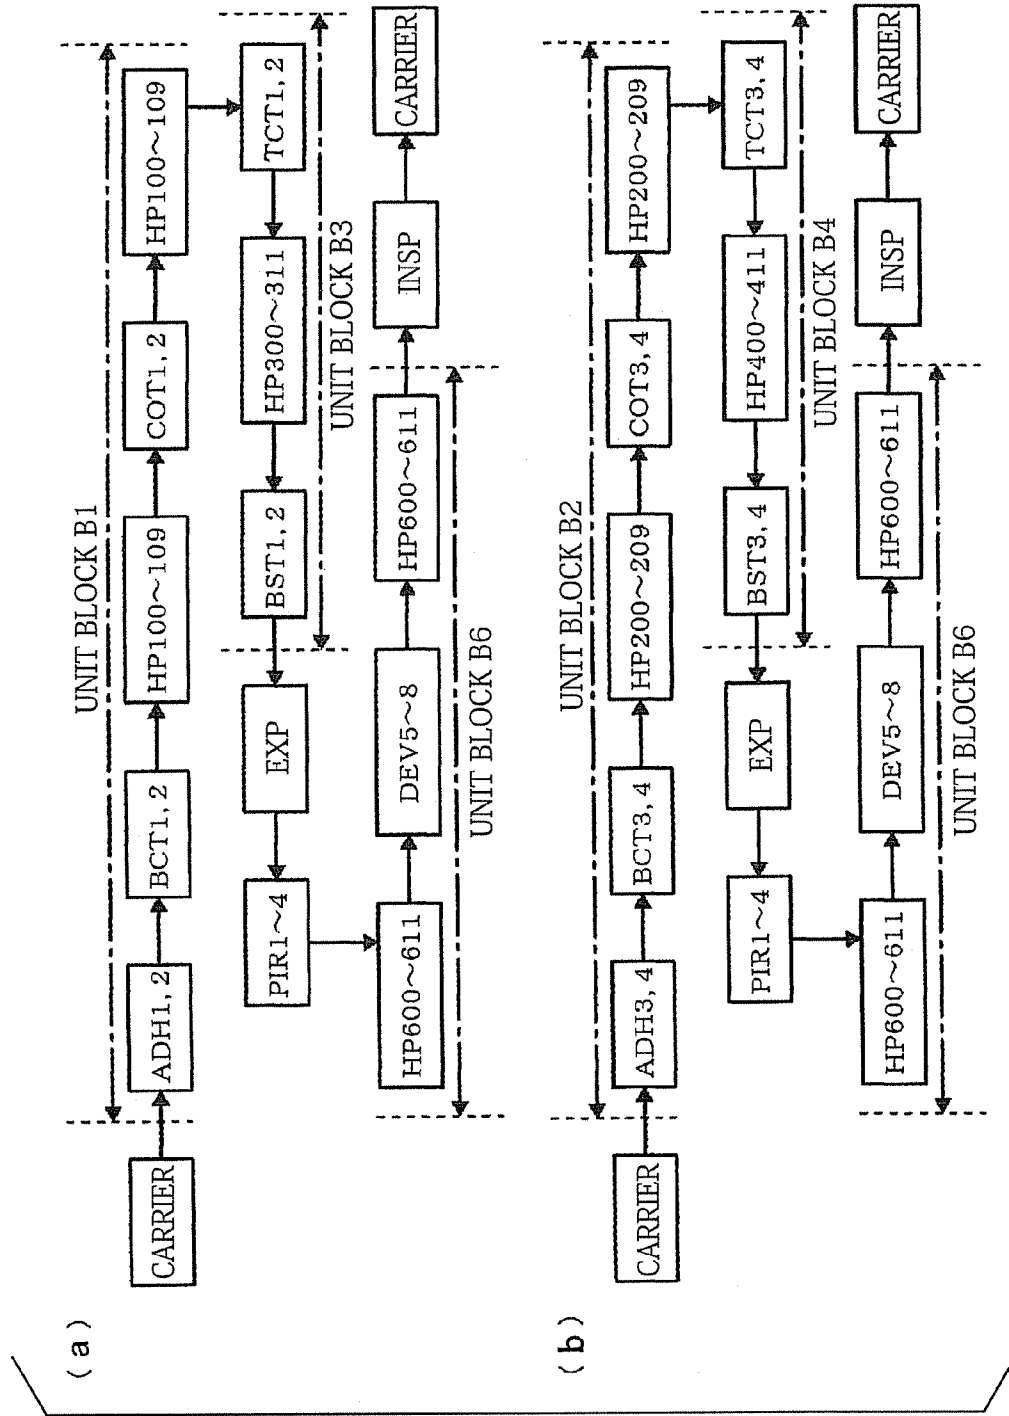 (a)
UNIT BLOCK B1
CARRIER
ADH1, 2
BCT1, 2
HP100～109
COT1, 2
HP100～109
TCT1, 2
HP300～311
BST1, 2
EXP
PIR1～4
UNIT BLOCK B3
HP600～611
DEV5～8
HP600～611
INSP
CARRIER
UNIT BLOCK B6
(b)
UNIT BLOCK B2
CARRIER
ADH3, 4
BCT3, 4
HP200～209
COT3, 4
HP200～209
TCT3, 4
HP400～411
BST3, 4
EXP
PIR1～4
UNIT BLOCK B4
HP600～611
DEV5～8
HP600～611
INSP
CARRIER
UNIT BLOCK B6